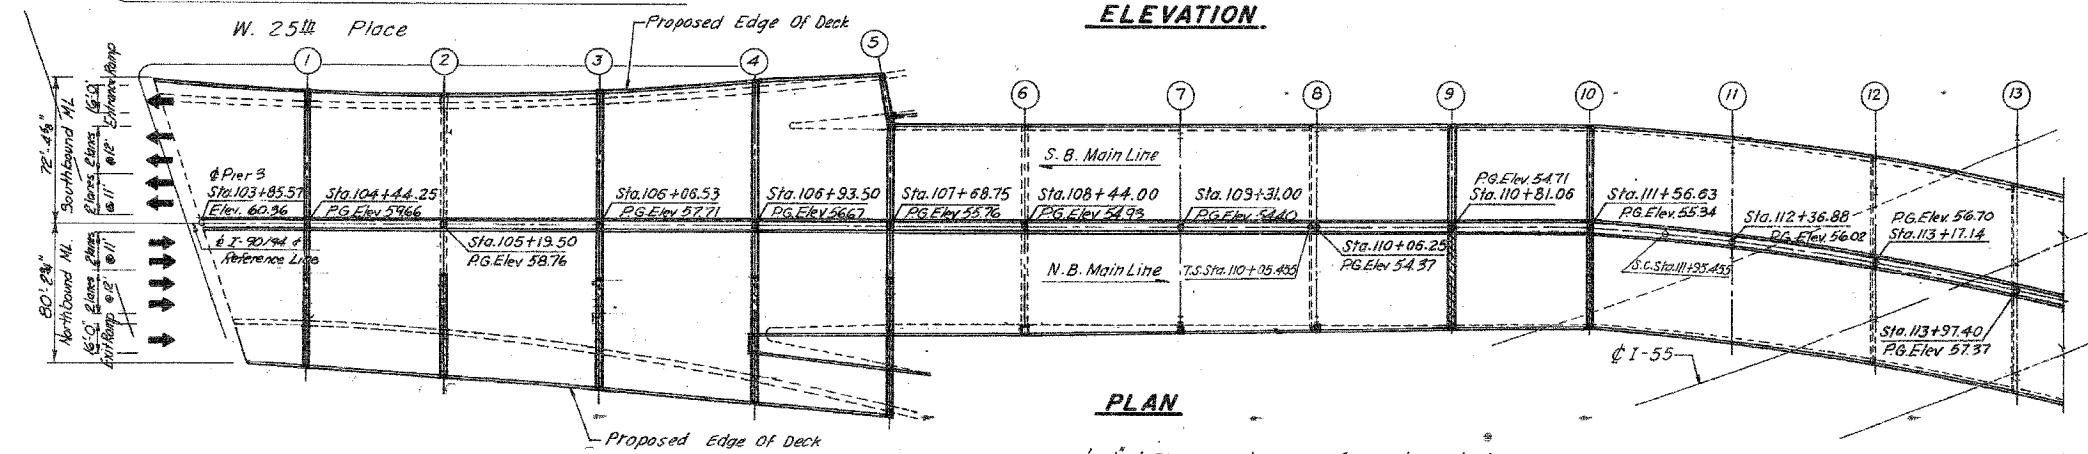 ELEVATION
W. 25th Place
Proposed Edge Of Deck
1
2
3
4
5
6
7
8
9
10
11
12
13
72'-4⅝"
Southbound ML
2 lanes @ 11'
2 lanes @ 12'
16'-0"
Entrance Ramp
80'-2¾"
Northbound ML
2 lanes @ 11'
2 lanes @ 12'
16'-0"
Exit Ramp
℄ Pier 3
Sta. 103+85.57
Elev. 60.36
℄ I-90/94 ℄
Reference Line
Sta. 104+44.25
P.G. Elev 59.66
Sta. 105+19.50
P.G. Elev 58.76
Sta. 106+06.53
P.G. Elev 57.71
Sta. 106+93.50
P.G. Elev 56.67
Sta. 107+68.75
P.G. Elev 55.76
S.B. Main Line
Sta. 108+44.00
P.G. Elev 54.93
Sta. 109+31.00
P.G. Elev 54.40
N.B. Main Line
T.S. Sta. 110+05.455
Sta. 110+06.25
P.G. Elev 54.37
P.G. Elev. 54.71
Sta. 110+81.06
Sta. 111+56.63
P.G. Elev. 55.34
S.C. Sta. 111+95.455
Sta. 112+36.88
P.G. Elev 56.02
P.G. Elev. 56.70
Sta. 113+17.14
Sta. 113+97.40
P.G. Elev 57.37
℄ I-55
PLAN
Proposed Edge Of Deck